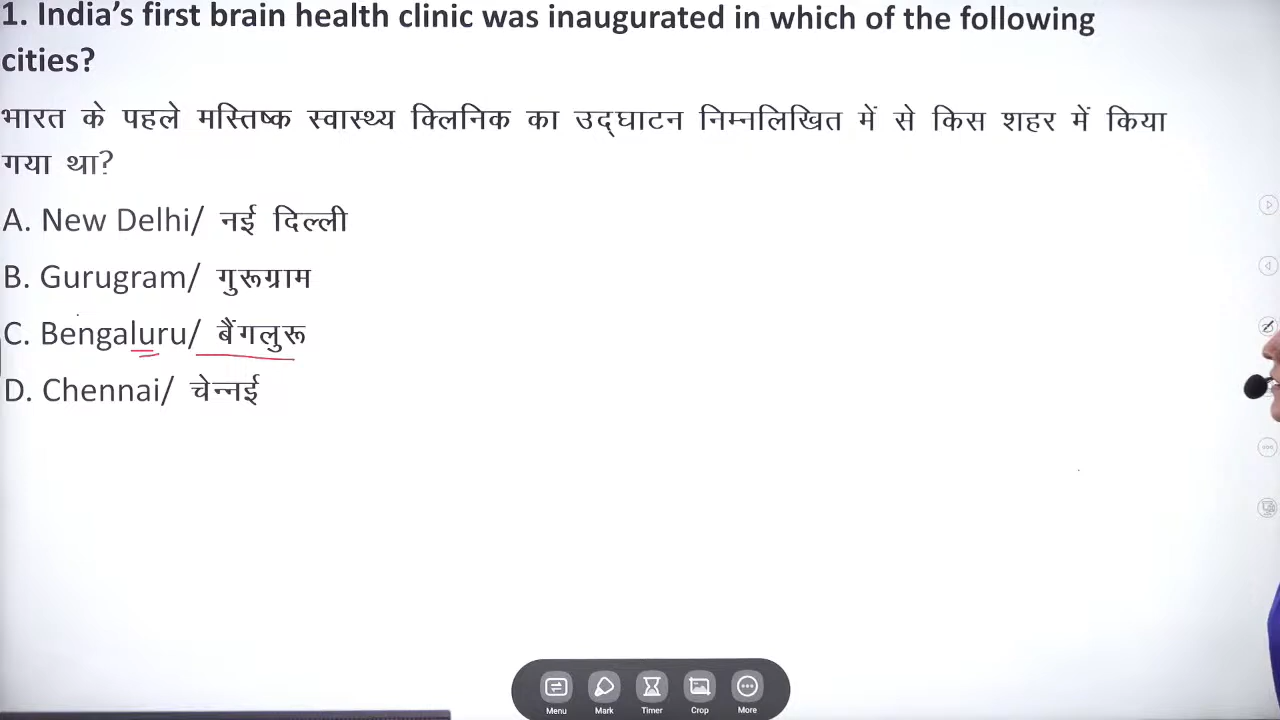 1. India’s first brain health clinic was inaugurated in which of the following
cities?
भारत के पहले मस्तिष्क स्वास्थ्य क्लिनिक का उद्घाटन निम्नलिखित में से किस शहर में किया
गया था?
A. New Delhi/ नई दिल्ली
B. Gurugram/ गुरूग्राम
C. Bengaluru/ बैंगलुरू
D. Chennai/ चेन्नई
Menu Mark Timer Crop More